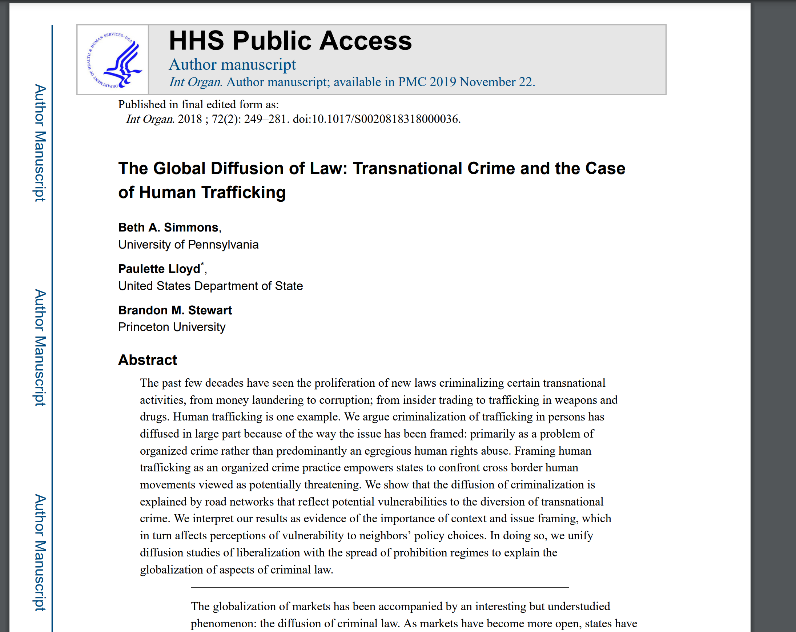 HHS Public Access
Author manuscript
Int Organ. Author manuscript; available in PMC 2019 November 22.
Published in final edited form as:
Int Organ. 2018 ; 72(2): 249–281. doi:10.1017/S0020818318000036.
The Global Diffusion of Law: Transnational Crime and the Case
of Human Trafficking
Beth A. Simmons,
University of Pennsylvania
Paulette Lloyd*,
United States Department of State
Brandon M. Stewart
Princeton University
Abstract
The past few decades have seen the proliferation of new laws criminalizing certain transnational
activities, from money laundering to corruption; from insider trading to trafficking in weapons and
drugs. Human trafficking is one example. We argue criminalization of trafficking in persons has
diffused in large part because of the way the issue has been framed: primarily as a problem of
organized crime rather than predominantly an egregious human rights abuse. Framing human
trafficking as an organized crime practice empowers states to confront cross border human
movements viewed as potentially threatening. We show that the diffusion of criminalization is
explained by road networks that reflect potential vulnerabilities to the diversion of transnational
crime. We interpret our results as evidence of the importance of context and issue framing, which
in turn affects perceptions of vulnerability to neighbors’ policy choices. In doing so, we unify
diffusion studies of liberalization with the spread of prohibition regimes to explain the
globalization of aspects of criminal law.
The globalization of markets has been accompanied by an interesting but understudied
phenomenon: the diffusion of criminal law. As markets have become more open, states have
Author Manuscript
Author Manuscript
Author Manuscript